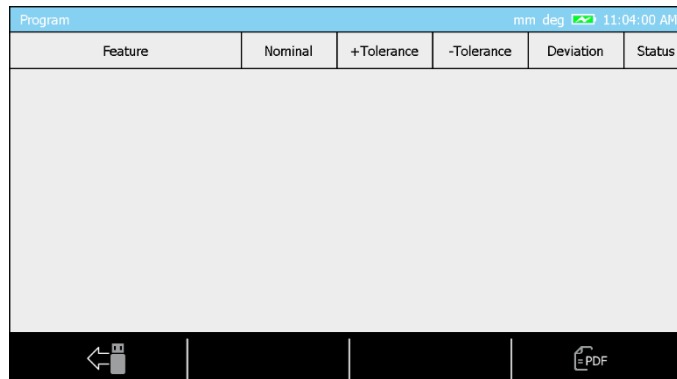 Program mm deg 11:04:00 AM
Feature Nominal +Tolerance -Tolerance Deviation Status
PDF